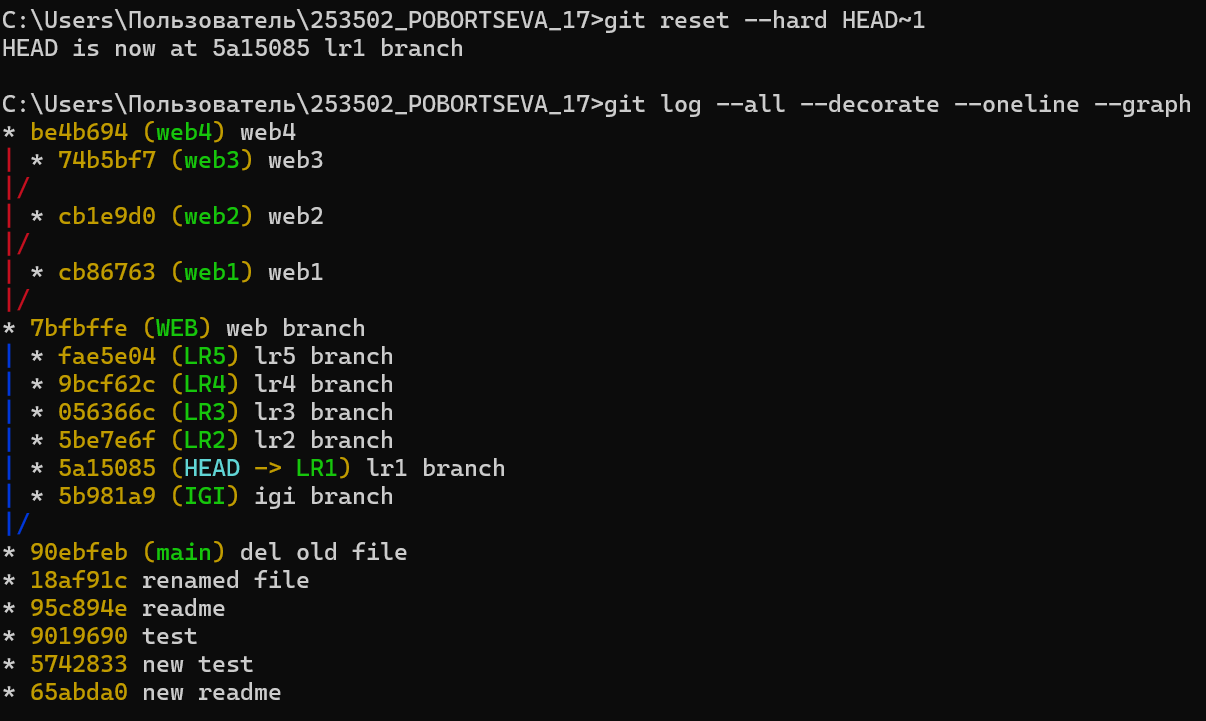 C:\Users\Пользователь\253502_POBORTSEVA_17>git reset --hard HEAD~1
HEAD is now at 5a15085 lr1 branch
C:\Users\Пользователь\253502_POBORTSEVA_17>git log --all --decorate --oneline --graph
* be4b694 (web4) web4
| * 74b5bf7 (web3) web3
|/
| * cb1e9d0 (web2) web2
|/
| * cb86763 (web1) web1
|/
* 7bfbffe (WEB) web branch
| * fae5e04 (LR5) lr5 branch
| * 9bcf62c (LR4) lr4 branch
| * 056366c (LR3) lr3 branch
| * 5be7e6f (LR2) lr2 branch
| * 5a15085 (HEAD -> LR1) lr1 branch
| * 5b981a9 (IGI) igi branch
|/
* 90ebfeb (main) del old file
* 18af91c renamed file
* 95c894e readme
* 9019690 test
* 5742833 new test
* 65abda0 new readme